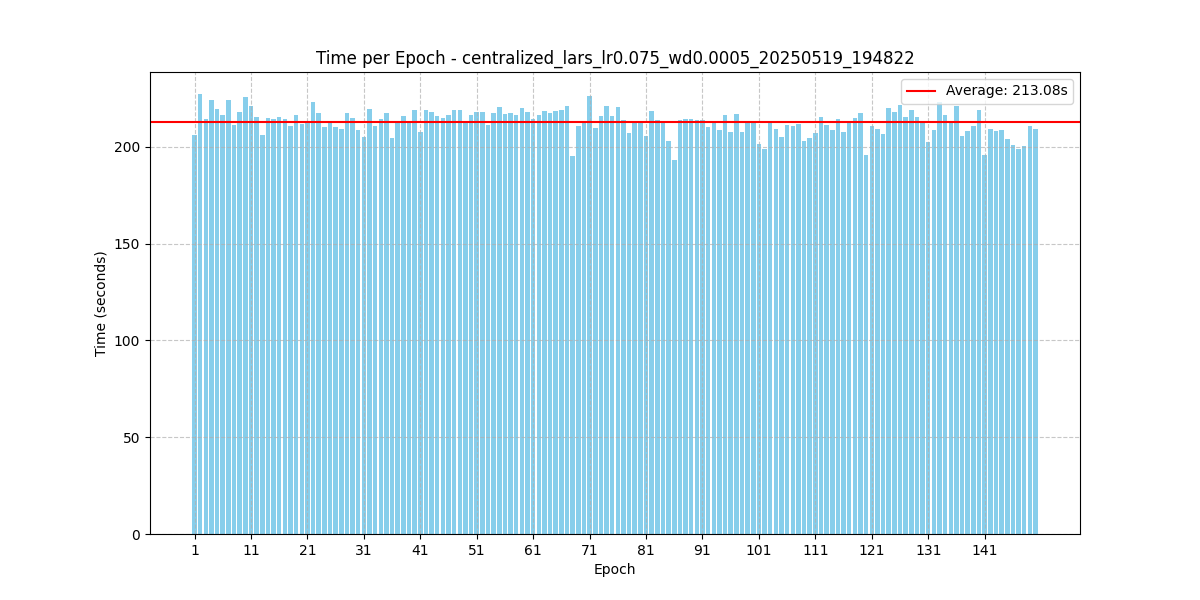 Time per Epoch - centralized_lars_lr0.075_wd0.0005_20250519_194822
Average: 213.08s
200
150
100
50
0
Time (seconds)
1 11 21 31 41 51 61 71 81 91 101 111 121 131 141
Epoch